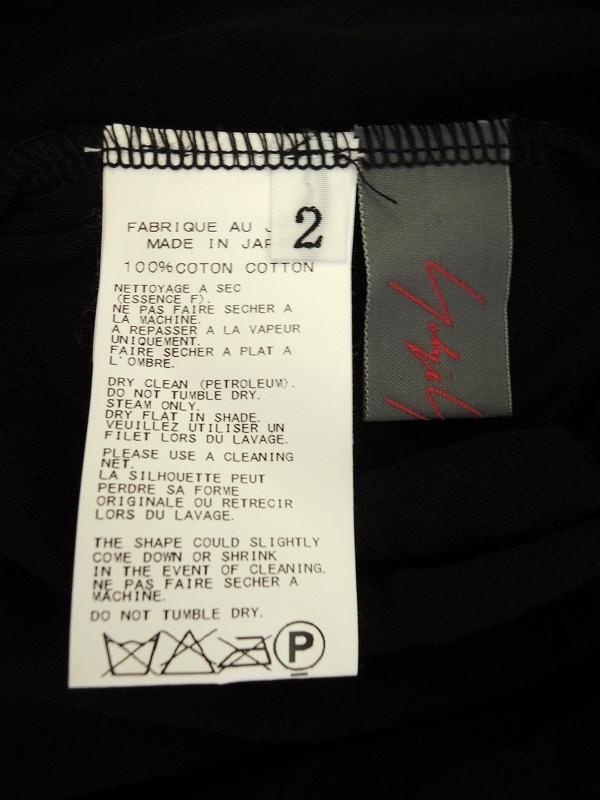 2
FABRIQUE AU J
MADE IN JAP
100%COTON COTTON
NETTOYAGE A SEC
(ESSENCE F).
NE PAS FAIRE SECHER A
LA MACHINE.
A REPASSER A LA VAPEUR
UNIQUEMENT.
FAIRE SECHER A PLAT A
L'OMBRE.
DRY CLEAN (PETROLEUM).
DO NOT TUMBLE DRY.
STEAM ONLY.
DRY FLAT IN SHADE.
VEUILLEZ UTILISER UN
FILET LORS DU LAVAGE.
PLEASE USE A CLEANING
NET.
LA SILHOUETTE PEUT
PERDRE SA FORME
ORIGINALE OU RETRECIR
LORS DU LAVAGE.
THE SHAPE COULD SLIGHTLY
COME DOWN OR SHRINK
IN THE EVENT OF CLEANING.
NE PAS FAIRE SECHER A
MACHINE.
DO NOT TUMBLE DRY.
P